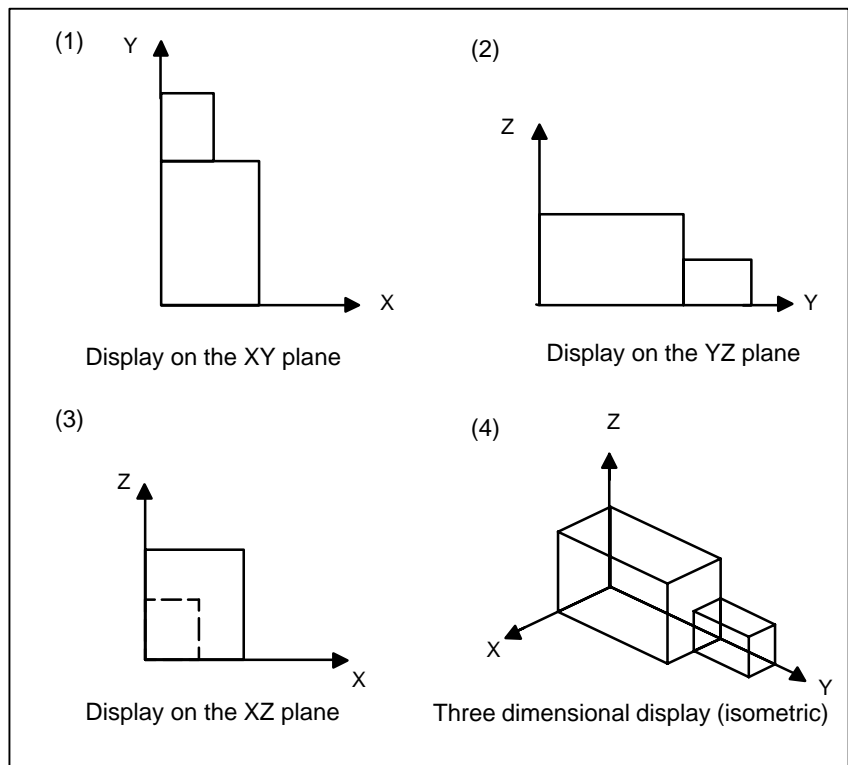 (1)
Y
X
Display on the XY plane
(2)
Z
Y
Display on the YZ plane
(3)
Z
X
Display on the XZ plane
(4)
Z
X
Y
Three dimensional display (isometric)